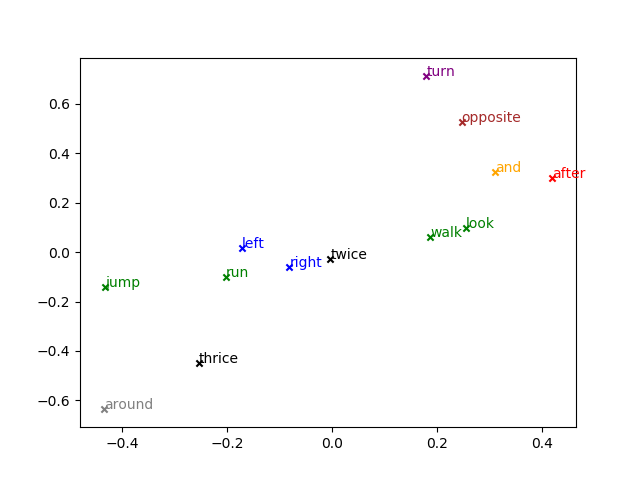 turn
opposite
and
after
look
walk
left
twice
right
run
jump
thrice
around
0.6
0.4
0.2
0.0
−0.2
−0.4
−0.6
−0.4 −0.2 0.0 0.2 0.4